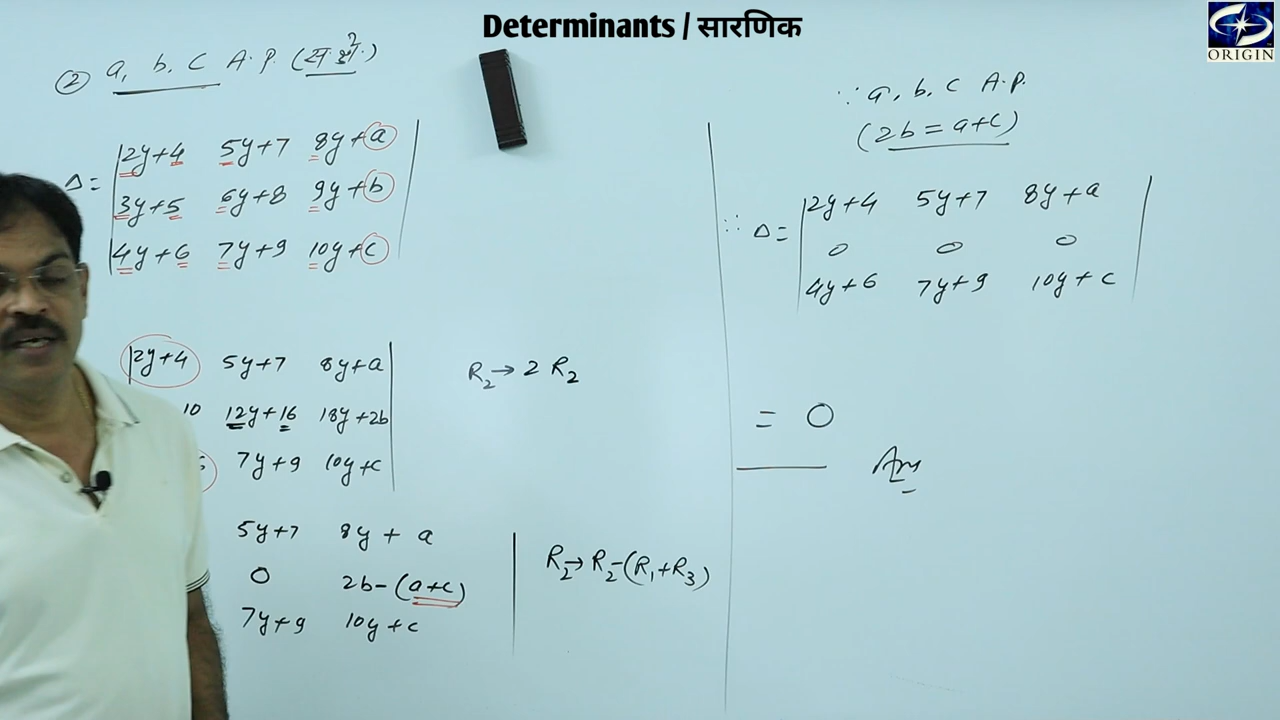 Determinants / सारणिक
ORIGIN
② a, b, c A.P. (स.श्रे.)
Δ = | 2y+4 5y+7 8y+a |
| 3y+5 6y+8 9y+b |
| 4y+6 7y+9 10y+c |
| 2y+4 5y+7 8y+a | R₂→ 2 R₂
10 12y+16 18y+2b |
7y+9 10y+c |
5y+7 8y + a |
0 2b-(a+c) | R₂→R₂-(R₁+R₃)
7y+9 10y+c |
∵ a, b, c A.P.
(2b = a+c)
∴ Δ = | 2y+4 5y+7 8y+a |
| 0 0 0 |
| 4y+6 7y+9 10y+c |
= 0
Ans